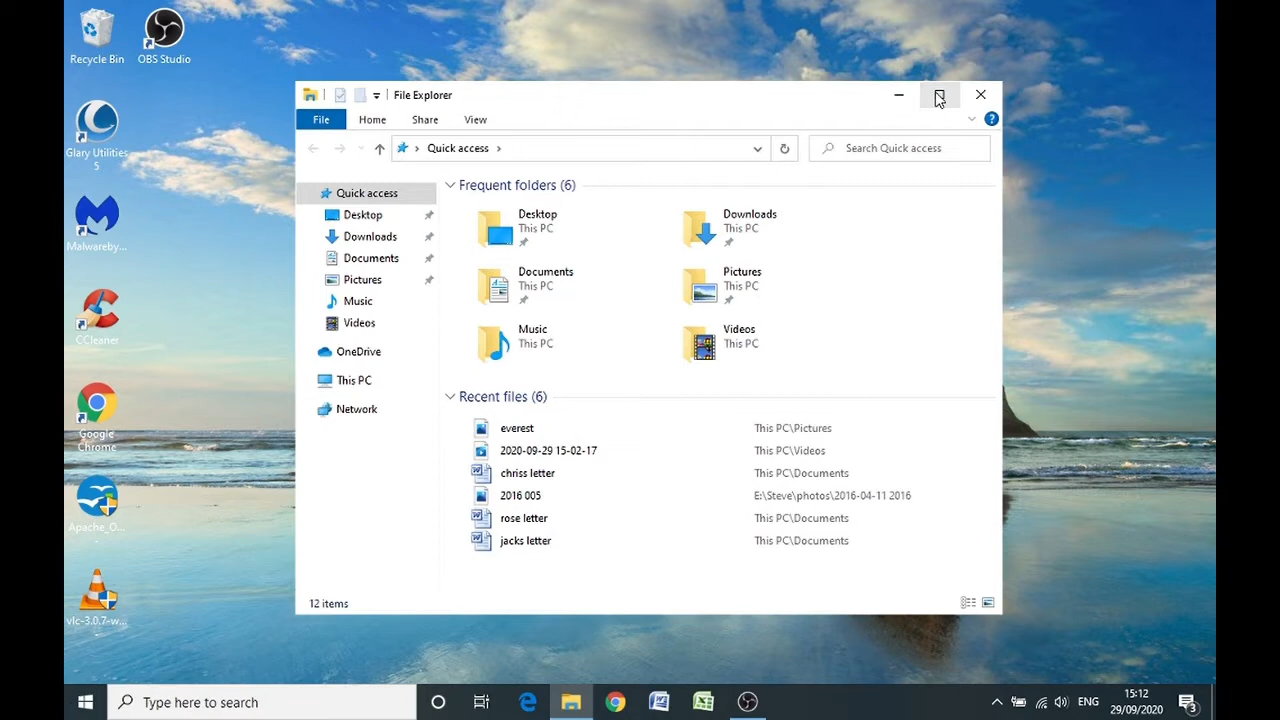 Recycle Bin
OBS Studio
Glary Utilities
5
Malwareby...
CCleaner
Google
Chrome
Apache_O...
vlc-3.0.7-w...
File Explorer
File Home Share View
Quick access
Search Quick access
Quick access
Desktop
Downloads
Documents
Pictures
Music
Videos
OneDrive
This PC
Network
Frequent folders (6)
Desktop
This PC
Downloads
This PC
Documents
This PC
Pictures
This PC
Music
This PC
Videos
This PC
Recent files (6)
everest This PC\Pictures
2020-09-29 15-02-17 This PC\Videos
chriss letter This PC\Documents
2016 005 E:\Steve\photos\2016-04-11 2016
rose letter This PC\Documents
jacks letter This PC\Documents
12 items
Type here to search
ENG
15:12
29/09/2020
3